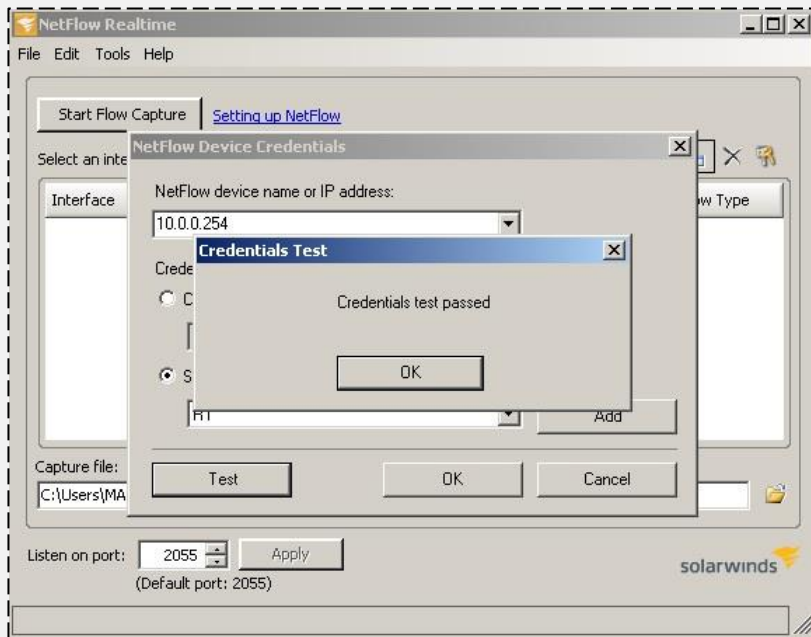 NetFlow Realtime
File Edit Tools Help
Start Flow Capture Setting up NetFlow
NetFlow Device Credentials
Select an inte
NetFlow device name or IP address:
Interface
ow Type
10.0.0.254
Credentials Test
Crede
C
Credentials test passed
OK
S
R1
Add
Capture file:
Test OK Cancel
C:\Users\MA
Listen on port: 2055 Apply
solarwinds
(Default port: 2055)